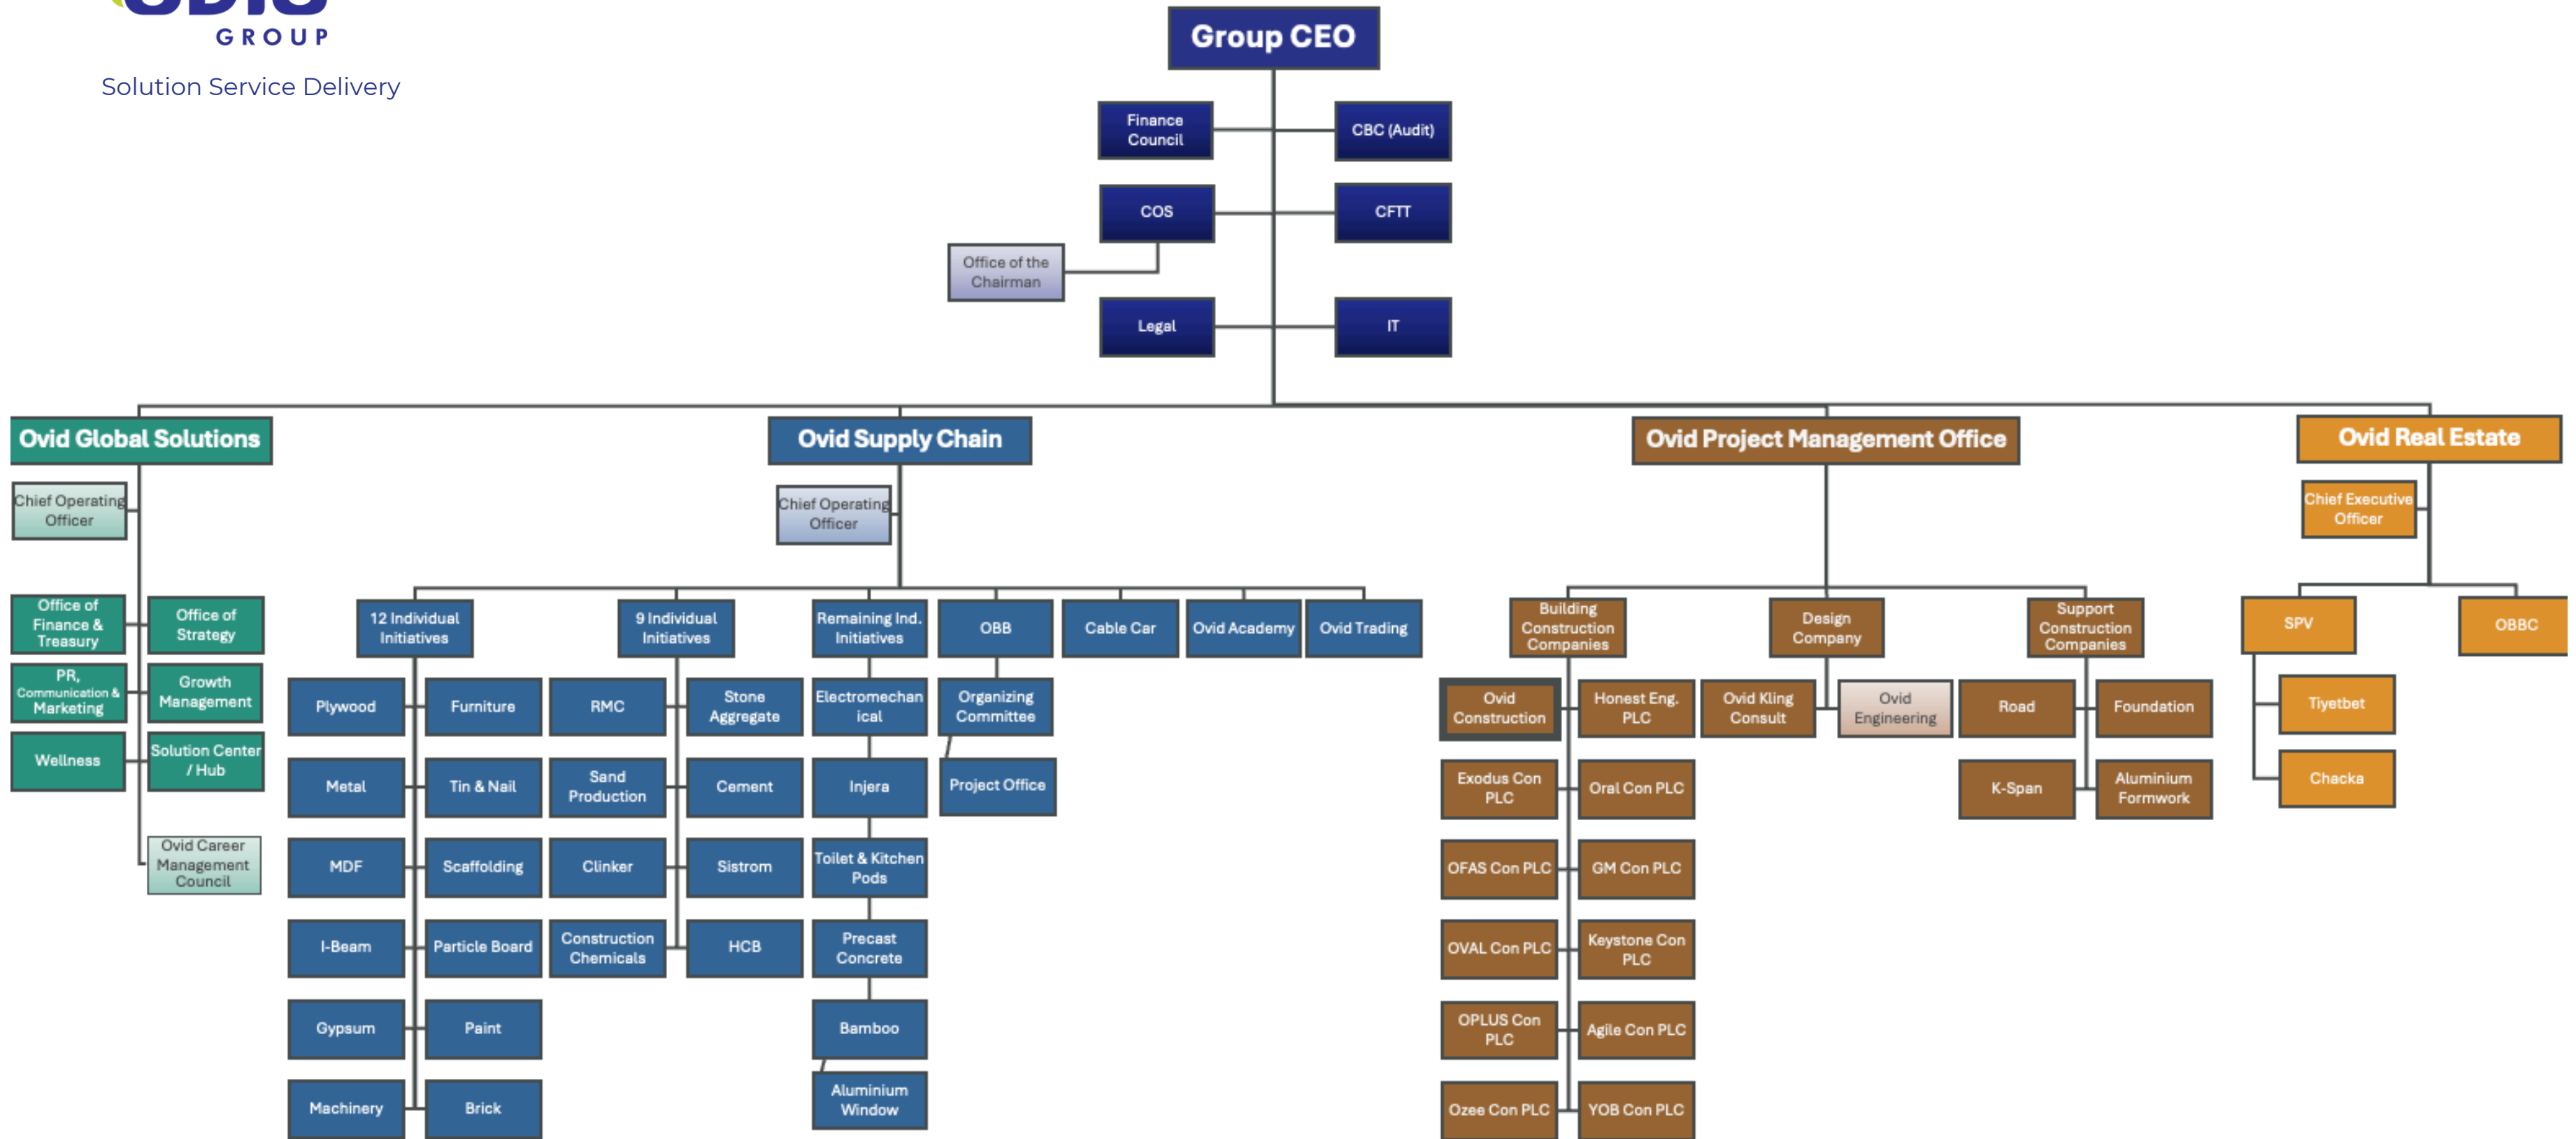 GROUP
Solution Service Delivery
Group CEO
Finance
Council
CBC (Audit)
COS
CFTT
Office of the
Chairman
Legal
IT
Ovid Global Solutions
Ovid Supply Chain
Ovid Project Management Office
Ovid Real Estate
Chief Operating
Officer
Chief Operating
Officer
Chief Executive
Officer
Office of
Finance &
Treasury
Office of
Strategy
PR,
Communication &
Marketing
Growth
Management
Wellness
Solution Center
/ Hub
Ovid Career
Management
Council
12 Individual
Initiatives
9 Individual
Initiatives
Remaining Ind.
Initiatives
OBB
Cable Car
Ovid Academy
Ovid Trading
Plywood
Furniture
Metal
Tin & Nail
MDF
Scaffolding
I-Beam
Particle Board
Gypsum
Paint
Machinery
Brick
RMC
Stone
Aggregate
Sand
Production
Cement
Clinker
Sistrom
Construction
Chemicals
HCB
Electromechan
ical
Injera
Toilet & Kitchen
Pods
Precast
Concrete
Bamboo
Aluminium
Window
Organizing
Committee
Project Office
Building
Construction
Companies
Design
Company
Support
Construction
Companies
Ovid
Construction
Honest Eng.
PLC
Exodus Con
PLC
Oral Con PLC
OFAS Con PLC
GM Con PLC
OVAL Con PLC
Keystone Con
PLC
OPLUS Con
PLC
Agile Con PLC
Ozee Con PLC
YOB Con PLC
Ovid Kling
Consult
Ovid
Engineering
Road
Foundation
K-Span
Aluminium
Formwork
SPV
OBBC
Tiyetbet
Chacka